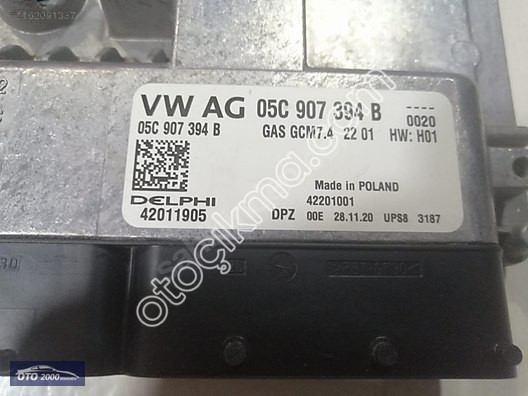 1162091387
VW AG 05C 907 394 B ----
0020
05C 907 394 B GAS GCM7.4 22 01 HW: H01
Made in POLAND
DELPHI 42201001
42011905 DPZ 00E 28.11.20 UPS8 3187
otoçıkma.com
OTO 2000